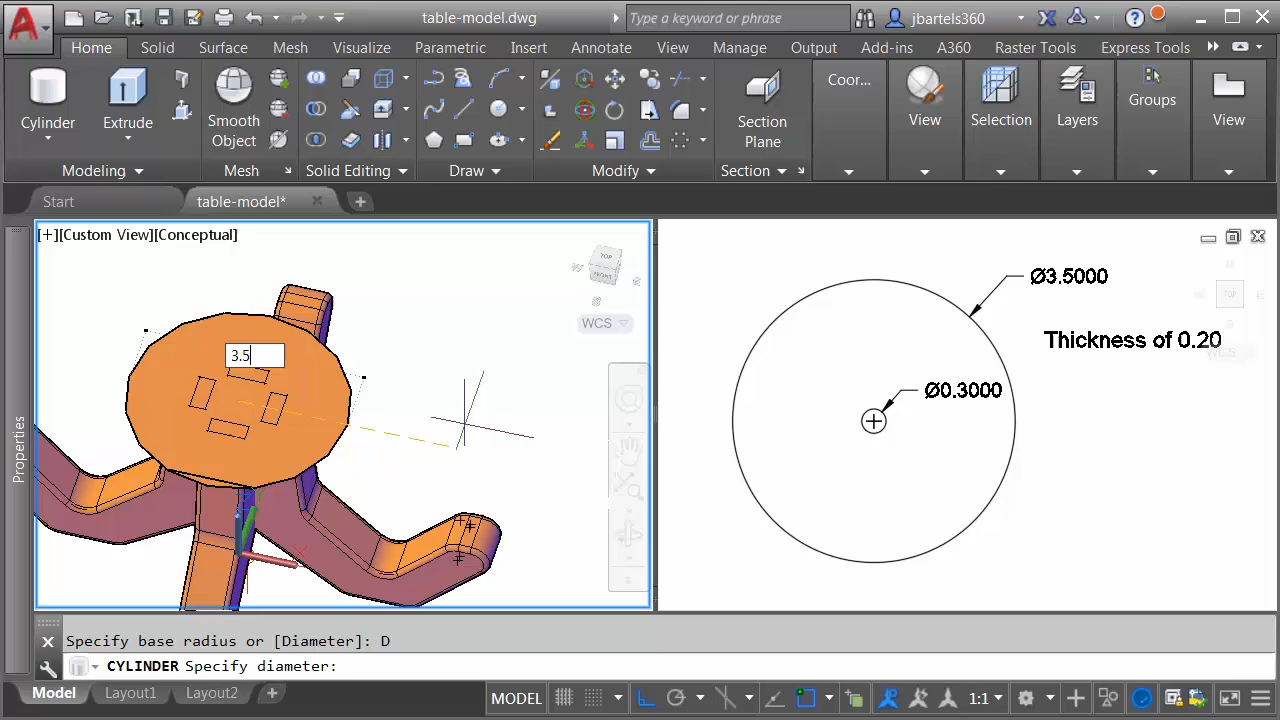 table-model.dwg
Type a keyword or phrase
jbartels360
Home Solid Surface Mesh Visualize Parametric Insert Annotate View Manage Output Add-ins A360 Raster Tools Express Tools
Cylinder
Extrude
Smooth
Object
Section
Plane
Coor...
View
Selection
Layers
Groups
View
Modeling
Mesh
Solid Editing
Draw
Modify
Section
Start
table-model*
[+][Custom View][Conceptual]
TOP
FRONT
W
S
E
WCS
3.5
Properties
Ø3.5000
Thickness of 0.20
Ø0.3000
TOP
WCS
Specify base radius or [Diameter]: D
CYLINDER Specify diameter:
Model
Layout1
Layout2
MODEL
1:1